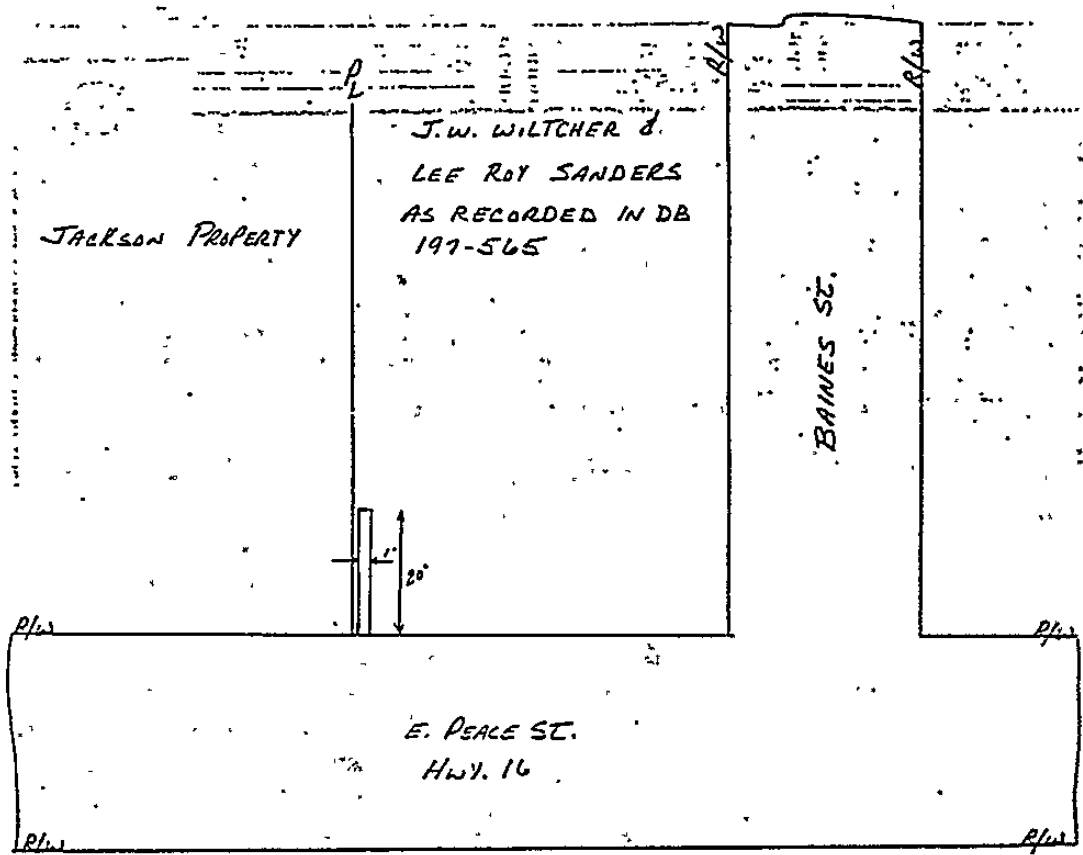 PL
R/W
R/W
J.W. WILTCHER &
LEE ROY SANDERS
AS RECORDED IN DB
197-565
JACKSON PROPERTY
BAINES ST.
1'
20'
R/W
R/W
E. PEACE ST.
HWY. 16
R/W
R/W